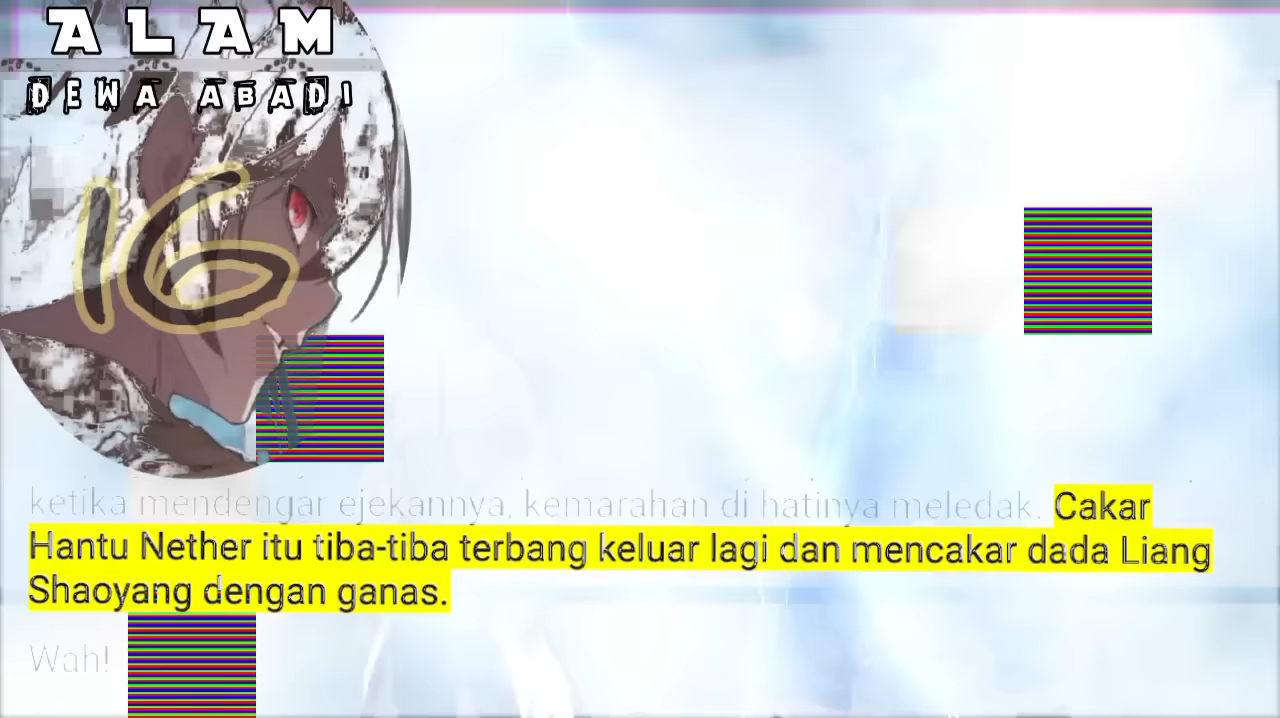 ALAM
DEWA ABADI
16
ketika mendengar ejekannya, kemarahan di hatinya meledak. Cakar
Hantu Nether itu tiba-tiba terbang keluar lagi dan mencakar dada Liang
Shaoyang dengan ganas.
Wah!